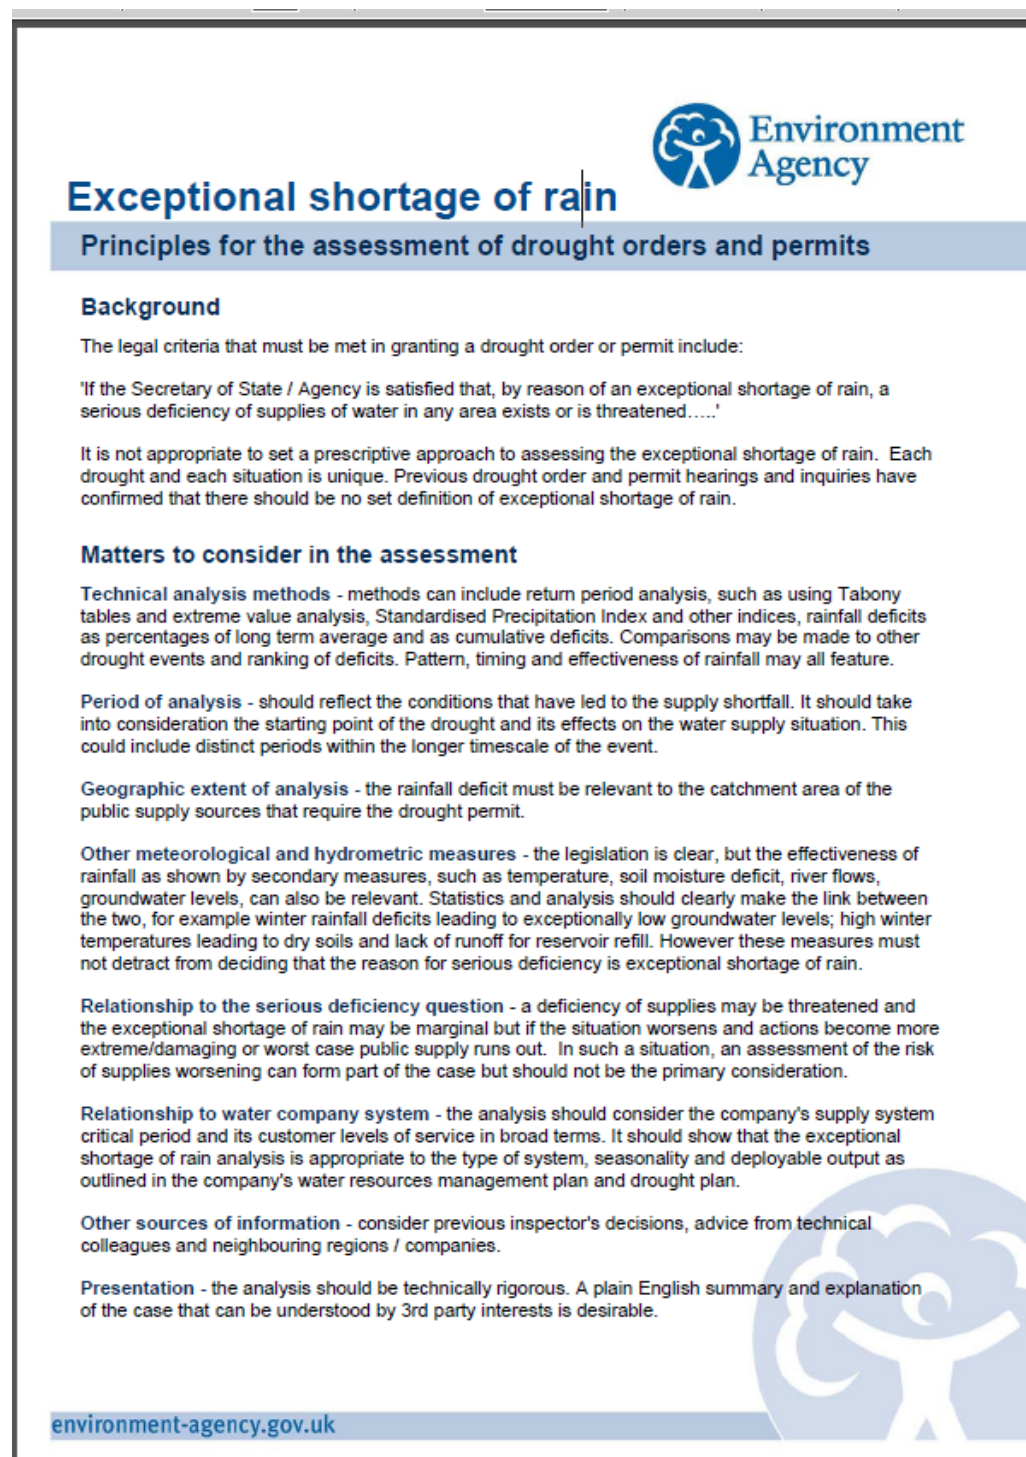 Environment
Agency
Exceptional shortage of rain
Principles for the assessment of drought orders and permits
Background
The legal criteria that must be met in granting a drought order or permit include:
'If the Secretary of State / Agency is satisfied that, by reason of an exceptional shortage of rain, a
serious deficiency of supplies of water in any area exists or is threatened…..'
It is not appropriate to set a prescriptive approach to assessing the exceptional shortage of rain.  Each
drought and each situation is unique. Previous drought order and permit hearings and inquiries have
confirmed that there should be no set definition of exceptional shortage of rain.
Matters to consider in the assessment
Technical analysis methods - methods can include return period analysis, such as using Tabony
tables and extreme value analysis, Standardised Precipitation Index and other indices, rainfall deficits
as percentages of long term average and as cumulative deficits. Comparisons may be made to other
drought events and ranking of deficits. Pattern, timing and effectiveness of rainfall may all feature.
Period of analysis - should reflect the conditions that have led to the supply shortfall. It should take
into consideration the starting point of the drought and its effects on the water supply situation. This
could include distinct periods within the longer timescale of the event.
Geographic extent of analysis - the rainfall deficit must be relevant to the catchment area of the
public supply sources that require the drought permit.
Other meteorological and hydrometric measures - the legislation is clear, but the effectiveness of
rainfall as shown by secondary measures, such as temperature, soil moisture deficit, river flows,
groundwater levels, can also be relevant. Statistics and analysis should clearly make the link between
the two, for example winter rainfall deficits leading to exceptionally low groundwater levels; high winter
temperatures leading to dry soils and lack of runoff for reservoir refill. However these measures must
not detract from deciding that the reason for serious deficiency is exceptional shortage of rain.
Relationship to the serious deficiency question - a deficiency of supplies may be threatened and
the exceptional shortage of rain may be marginal but if the situation worsens and actions become more
extreme/damaging or worst case public supply runs out.  In such a situation, an assessment of the risk
of supplies worsening can form part of the case but should not be the primary consideration.
Relationship to water company system - the analysis should consider the company's supply system
critical period and its customer levels of service in broad terms. It should show that the exceptional
shortage of rain analysis is appropriate to the type of system, seasonality and deployable output as
outlined in the company's water resources management plan and drought plan.
Other sources of information - consider previous inspector's decisions, advice from technical
colleagues and neighbouring regions / companies.
Presentation - the analysis should be technically rigorous. A plain English summary and explanation
of the case that can be understood by 3rd party interests is desirable.
environment-agency.gov.uk